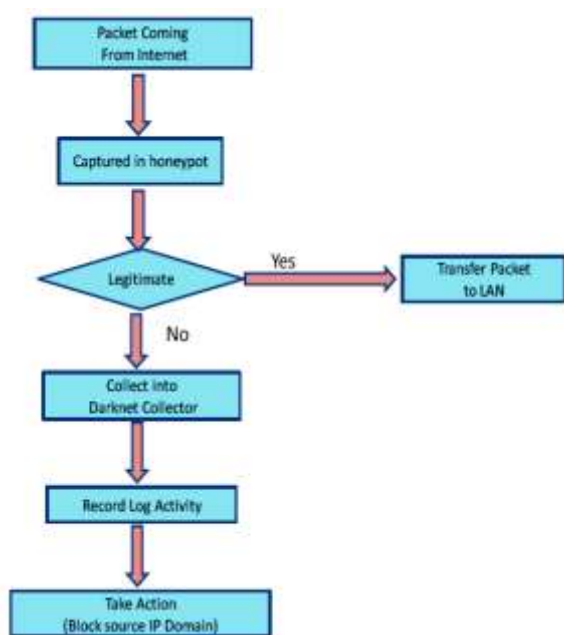 Packet Coming
From Internet
Captured in honeypot
Legitimate
Yes
Transfer Packet
to LAN
No
Collect into
Darknet Collector
Record Log Activity
Take Action
(Block source IP Domain)